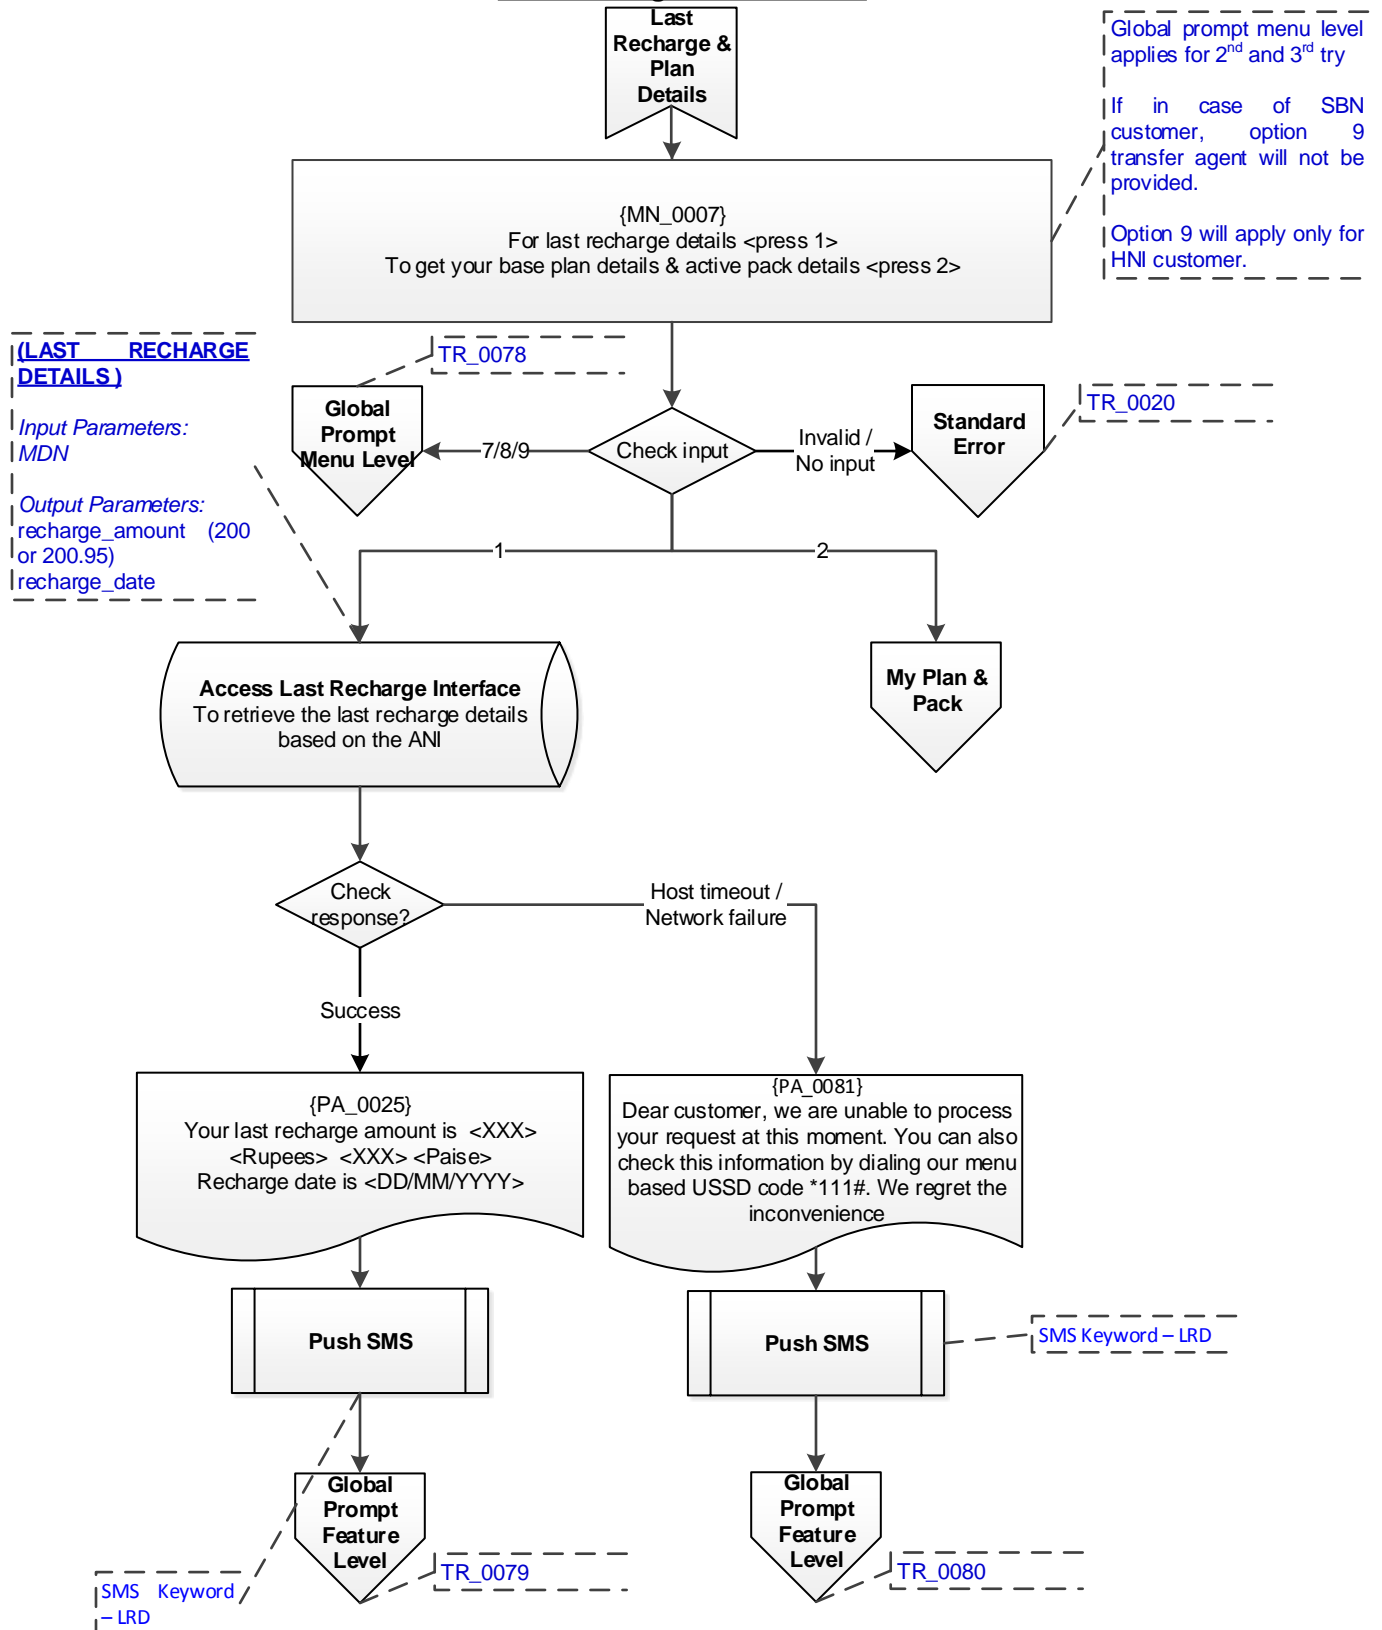 Last
Recharge &
Plan
Details
Global prompt menu level
applies for 2nd and 3rd try
If in case of SBN
customer, option 9
transfer agent will not be
provided.
Option 9 will apply only for
HNI customer.
{MN_0007}
For last recharge details <press 1>
To get your base plan details & active pack details <press 2>
(LAST RECHARGE
DETAILS )
Input Parameters:
MDN
Output Parameters:
recharge_amount (200
or 200.95)
recharge_date
TR_0078
Global
Prompt
Menu Level
7/8/9
Check input
Invalid /
No input
Standard
Error
TR_0020
1
2
Access Last Recharge Interface
To retrieve the last recharge details
based on the ANI
My Plan &
Pack
Check
response?
Host timeout /
Network failure
Success
{PA_0025}
Your last recharge amount is <XXX>
<Rupees> <XXX> <Paise>
Recharge date is <DD/MM/YYYY>
{PA_0081}
Dear customer, we are unable to process
your request at this moment. You can also
check this information by dialing our menu
based USSD code *111#. We regret the
inconvenience
Push SMS
Push SMS
SMS Keyword – LRD
Global
Prompt
Feature
Level
TR_0079
Global
Prompt
Feature
Level
TR_0080
SMS Keyword
– LRD